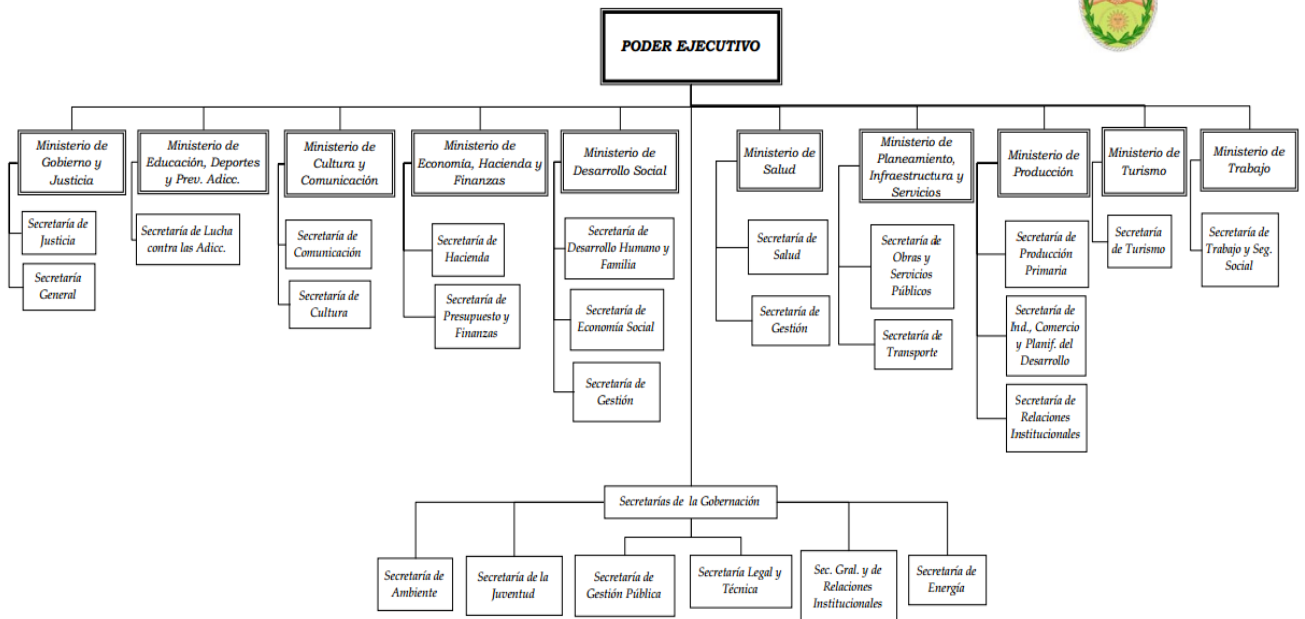 PODER EJECUTIVO
Ministerio de
Gobierno y
Justicia
Ministerio de
Educación, Deportes
y Prev. Adicc.
Ministerio de
Cultura y
Comunicación
Ministerio de
Economía, Hacienda y
Finanzas
Ministerio de
Desarrollo Social
Ministerio de
Salud
Ministerio de
Planeamiento,
Infraestructura y
Servicios
Ministerio de
Producción
Ministerio de
Turismo
Ministerio de
Trabajo
Secretaría de
Justicia
Secretaría
General
Secretaría de Lucha
contra las Adicc.
Secretaría de
Comunicación
Secretaría de
Cultura
Secretaría de
Hacienda
Secretaría de
Presupuesto y
Finanzas
Secretaría de
Desarrollo Humano y
Familia
Secretaría de
Economía Social
Secretaría de
Gestión
Secretaría de
Salud
Secretaría de
Gestión
Secretaría de
Obras y
Servicios
Públicos
Secretaría de
Transporte
Secretaría de
Producción
Primaria
Secretaría de
Ind., Comercio
y Planif. del
Desarrollo
Secretaría de
Relaciones
Institucionales
Secretaría
de Turismo
Secretaría de
Trabajo y Seg.
Social
Secretarías de la Gobernación
Secretaría de
Ambiente
Secretaría de la
Juventud
Secretaría de
Gestión Pública
Secretaría Legal y
Técnica
Sec. Gral. y de
Relaciones
Institucionales
Secretaría de
Energía